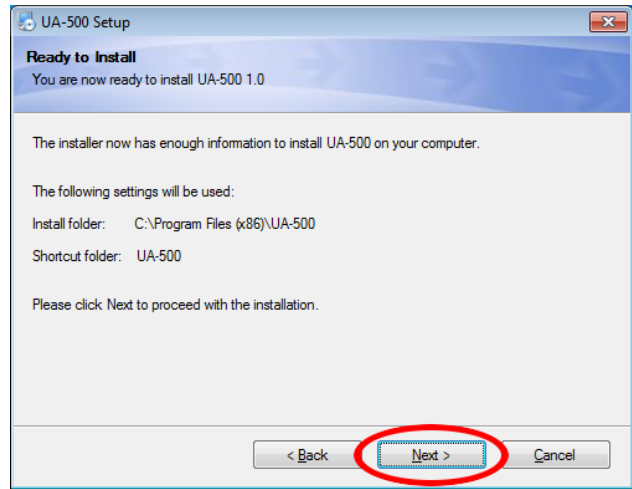 UA-500 Setup
Ready to Install
You are now ready to install UA-500 1.0
The installer now has enough information to install UA-500 on your computer.
The following settings will be used:
Install folder: C:\Program Files (x86)\UA-500
Shortcut folder: UA-500
Please click Next to proceed with the installation.
< Back Next > Cancel